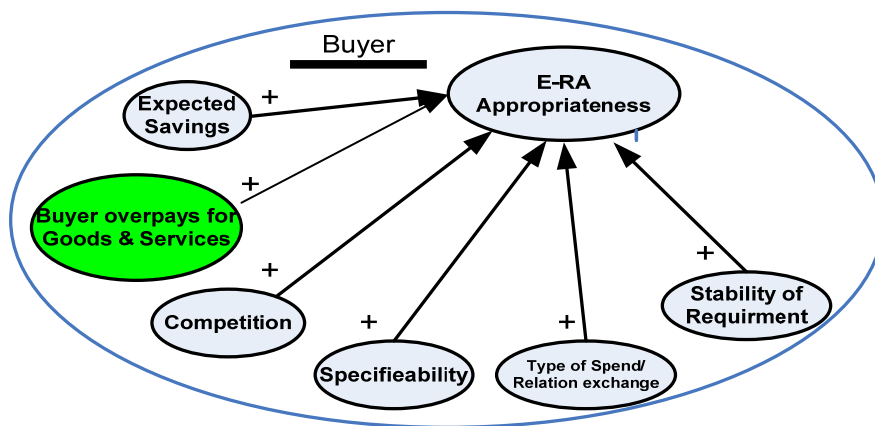 Buyer
E-RA
Appropriateness
Expected
Savings
+
+
Buyer overpays for
Goods & Services
+
Competition
+
Specifieability
+
Type of Spend/
Relation exchange
+
Stability of
Requirment